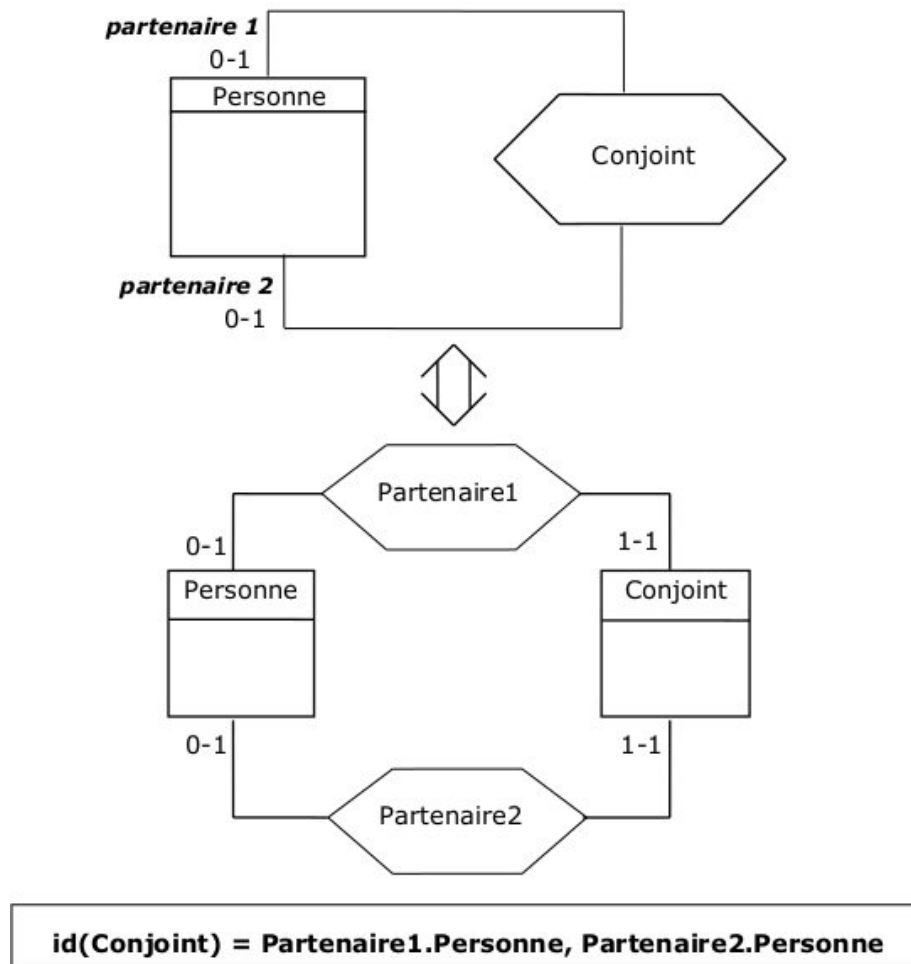 partenaire 1
0-1
Personne
Conjoint
partenaire 2
0-1
Partenaire1
0-1
1-1
Personne
Conjoint
0-1
1-1
Partenaire2
id(Conjoint) = Partenaire1.Personne, Partenaire2.Personne